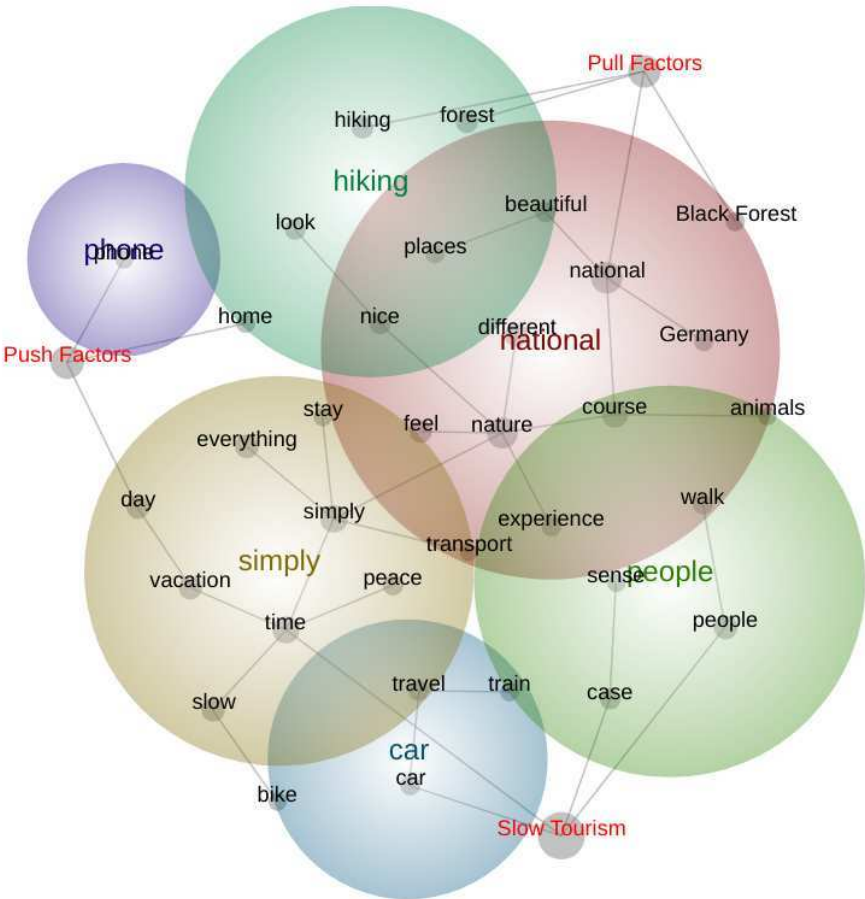 Pull Factors
hiking
forest
hiking
beautiful
Black Forest
look
places
phone
phone
national
home
nice
different
national
Germany
Push Factors
stay
feel
nature
course
animals
everything
day
simply
experience
walk
transport
simply
vacation
peace
sense
people
time
people
travel
train
case
slow
car
car
bike
Slow Tourism